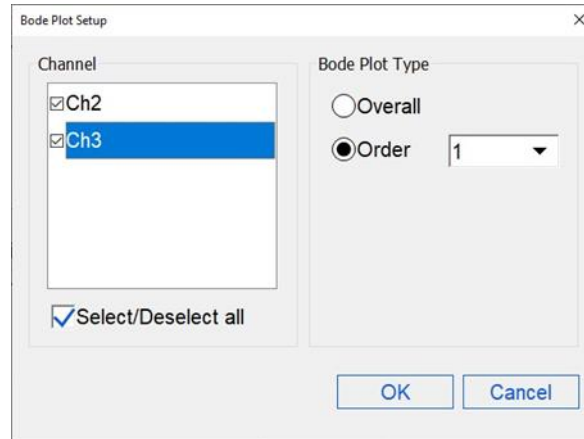 Bode Plot Setup
Channel
Ch2
Ch3
Select/Deselect all
Bode Plot Type
Overall
Order 1
OK Cancel